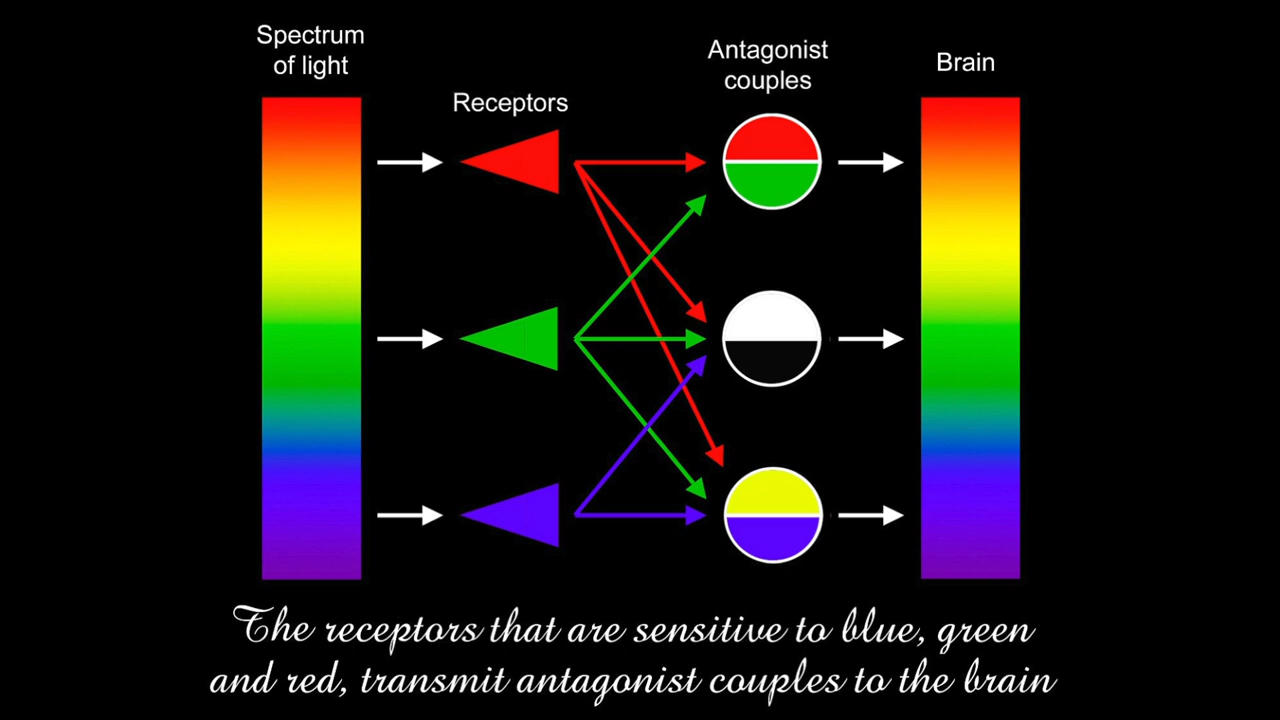 Spectrum
of light
Receptors
Antagonist
couples
Brain
The receptors that are sensitive to blue, green
and red, transmit antagonist couples to the brain